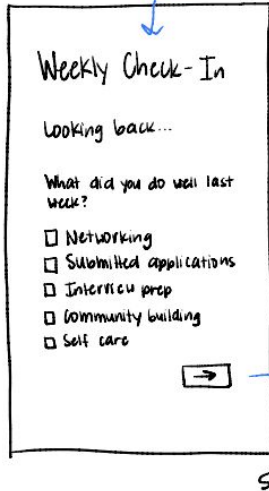 Weekly Check-In
Looking back...
What did you do well last
week?
Networking
Submitted applications
Interview prep
Community building
Self care